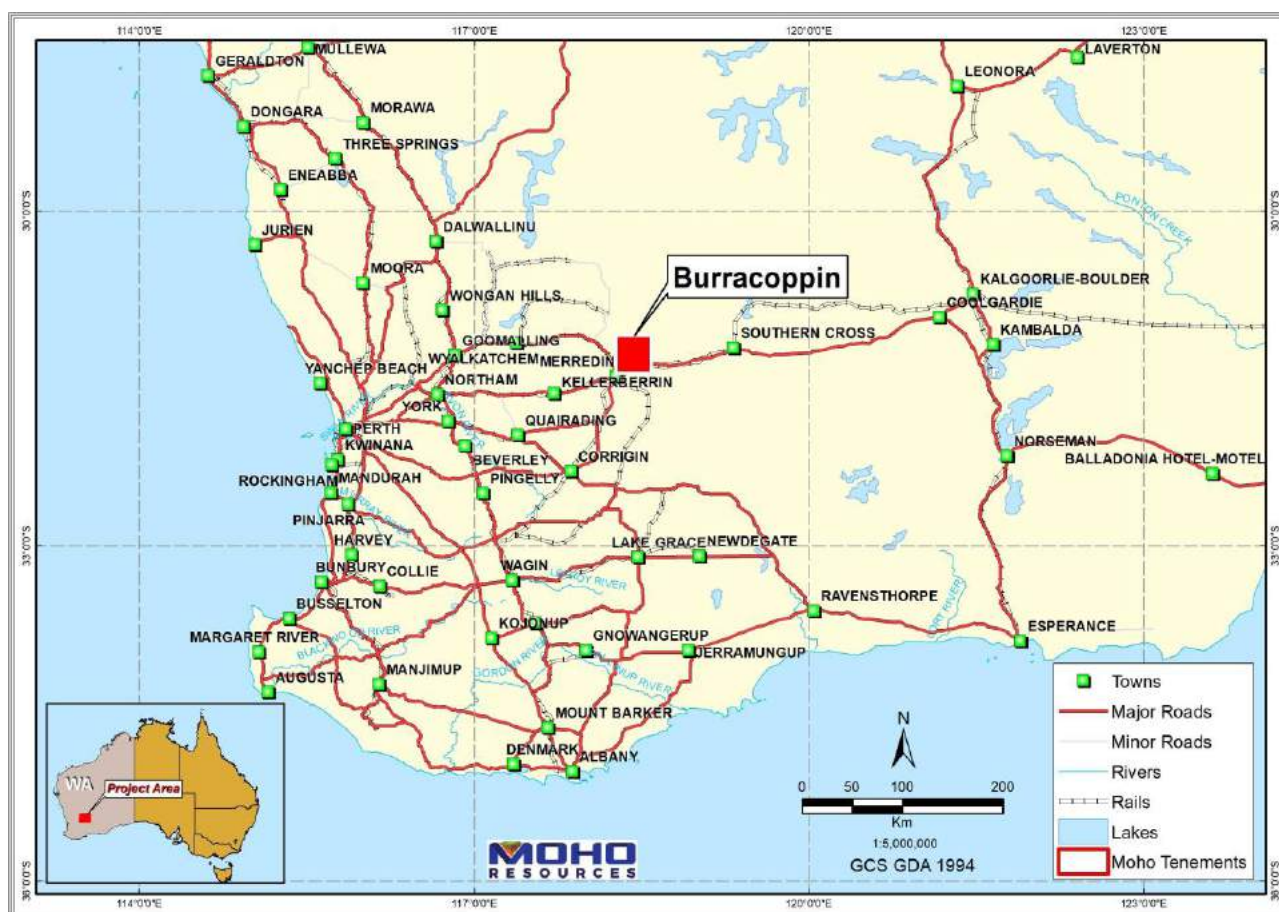 114°0'0"E
117°0'0"E
120°0'0"E
123°0'0"E
MULLEWA
LAVERTON
GERALDTON
LEONORA
DONGARA
MORAWA
THREE SPRINGS
ENEABBA
30°0'0"S
30°0'0"S
PONTON CREEK
JURIEN
DALWALLINU
MOORA
Burracoppin
KALGOORLIE-BOULDER
WONGAN HILLS
COOLGARDIE
GOOMALLING
SOUTHERN CROSS
KAMBALDA
WYALKATCHEM
MERREDIN
YANCHEP BEACH
NORTHAM
KELLERBERRIN
YORK
QUAIRADING
PERTH
KWINANA
BEVERLEY
CORRIGIN
NORSEMAN
BALLADONIA HOTEL-MOTEL
ROCKINGHAM
MANDURAH
PINGELLY
MURRAY RIVER
PINJARRA
HARVEY
33°0'0"S
LAKE GRACE
NEWDEGATE
33°0'0"S
BUNBURY
COLLIE
WAGIN
BUSSELTON
RAVENSTHORPE
MARGARET RIVER
KOJONUP
GNOWANGERUP
JERRAMUNGUP
ESPERANCE
GORDON RIVER
AUGUSTA
MANJIMUP
MOUNT BARKER
DENMARK
ALBANY
WA
Project Area
N
0 50 100 200
Km
1:5,000,000
GCS GDA 1994
MOHO
RESOURCES
Towns
Major Roads
Minor Roads
Rivers
Rails
Lakes
Moho Tenements
36°0'0"S
36°0'0"S
114°0'0"E
117°0'0"E
120°0'0"E
123°0'0"E